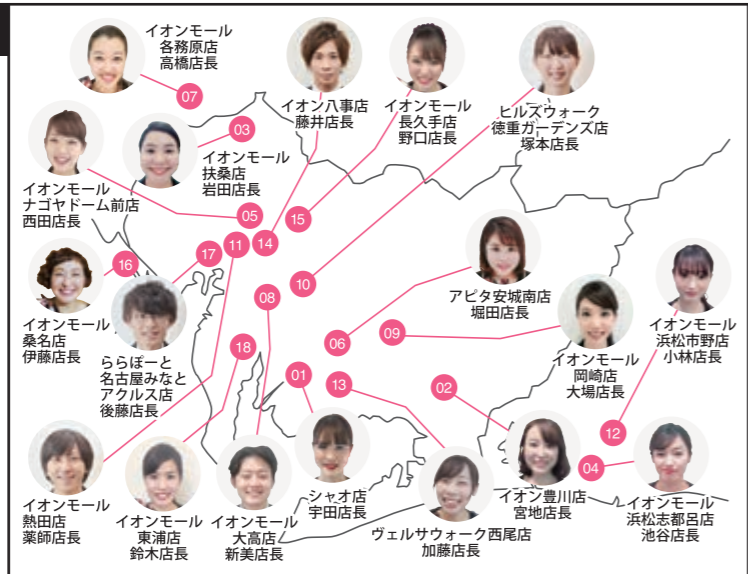 イオンモール
各務原店
高橋店長
07
イオン八事店
藤井店長
イオンモール
長久手店
野口店長
ヒルズウォーク
徳重ガーデンズ店
塚本店長
03
イオンモール
扶桑店
岩田店長
イオンモール
ナゴヤドーム前店
西田店長
05
15
14
11
17
16
10
08
イオンモール
桑名店
伊藤店長
ららぽーと
名古屋みなと
アクルス店
後藤店長
アピタ安城南店
堀田店長
イオンモール
岡崎店
大場店長
イオンモール
浜松市野店
小林店長
06
09
18
01
13
02
12
04
イオンモール
熱田店
薬師店長
イオンモール
東浦店
鈴木店長
イオンモール
大高店
新美店長
シャオ店
宇田店長
ヴェルサウォーク西尾店
加藤店長
イオン豊川店
宮地店長
イオンモール
浜松志都呂店
池谷店長